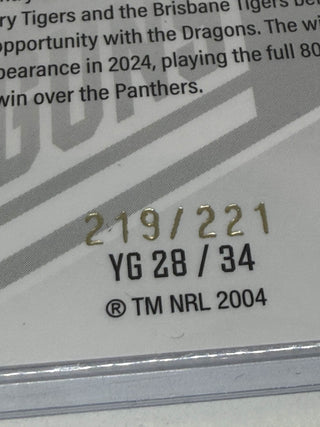 ry Tigers and the Brisbane Tigers be
opportunity with the Dragons. The wi
pearance in 2024, playing the full 80
win over the Panthers.
219/221
YG 28 / 34
® TM NRL 2004